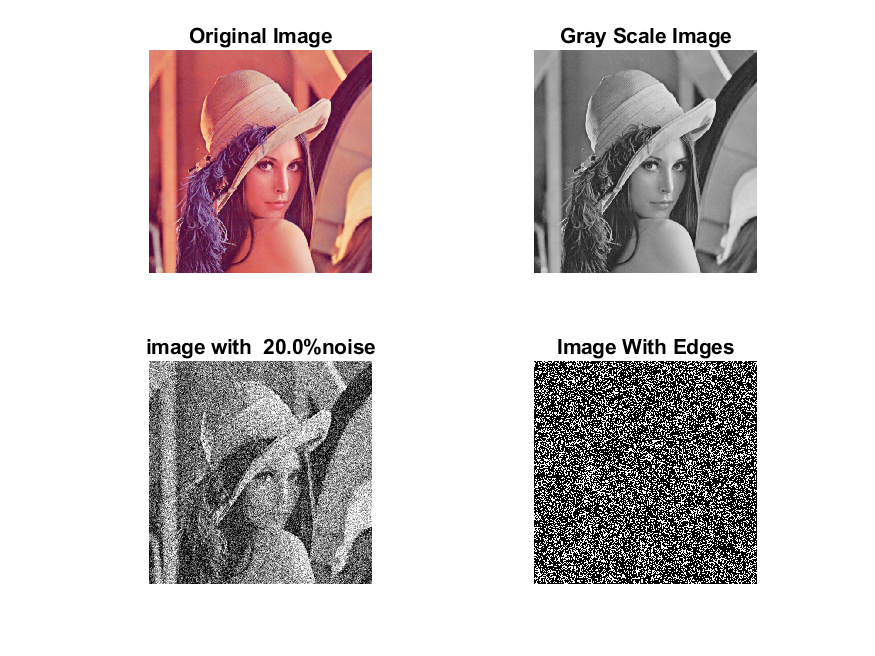 Original Image
Gray Scale Image
image with  20.0%noise
Image With Edges